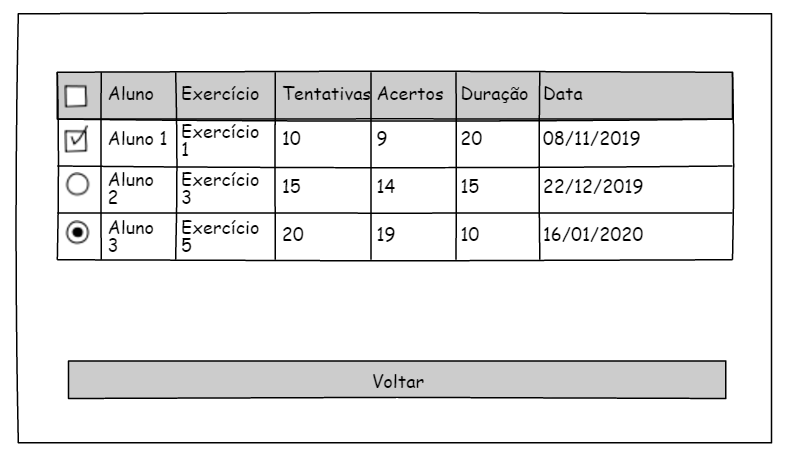 Aluno Exercício Tentativas Acertos Duração Data
Aluno 1 Exercício 1 10 9 20 08/11/2019
Aluno 2 Exercício 3 15 14 15 22/12/2019
Aluno 3 Exercício 5 20 19 10 16/01/2020
Voltar